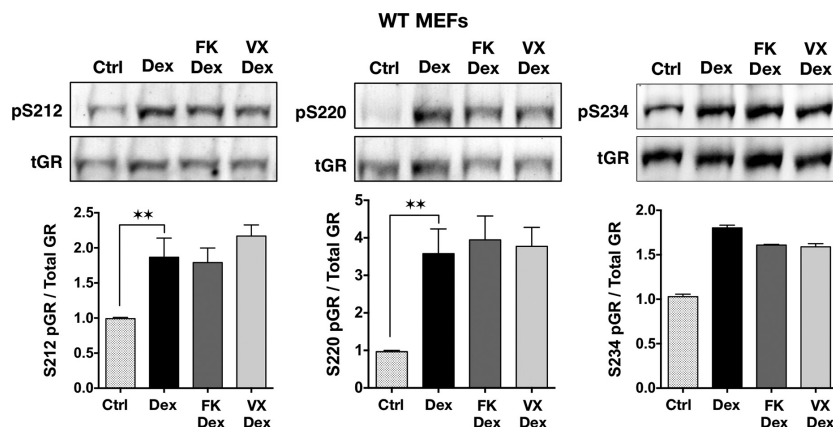 WT MEFs
Ctrl Dex FK Dex VX Dex
pS212
tGR
Ctrl Dex FK Dex VX Dex
pS220
tGR
Ctrl Dex FK Dex VX Dex
pS234
tGR
S212 pGR / Total GR
2.5
2.0
1.5
1.0
0.5
0.0
**
Ctrl Dex FK Dex VX Dex
S220 pGR / Total GR
5
4
3
2
1
0
**
Ctrl Dex FK Dex VX Dex
S234 pGR / Total GR
2.0
1.5
1.0
0.5
0.0
Ctrl Dex FK Dex VX Dex